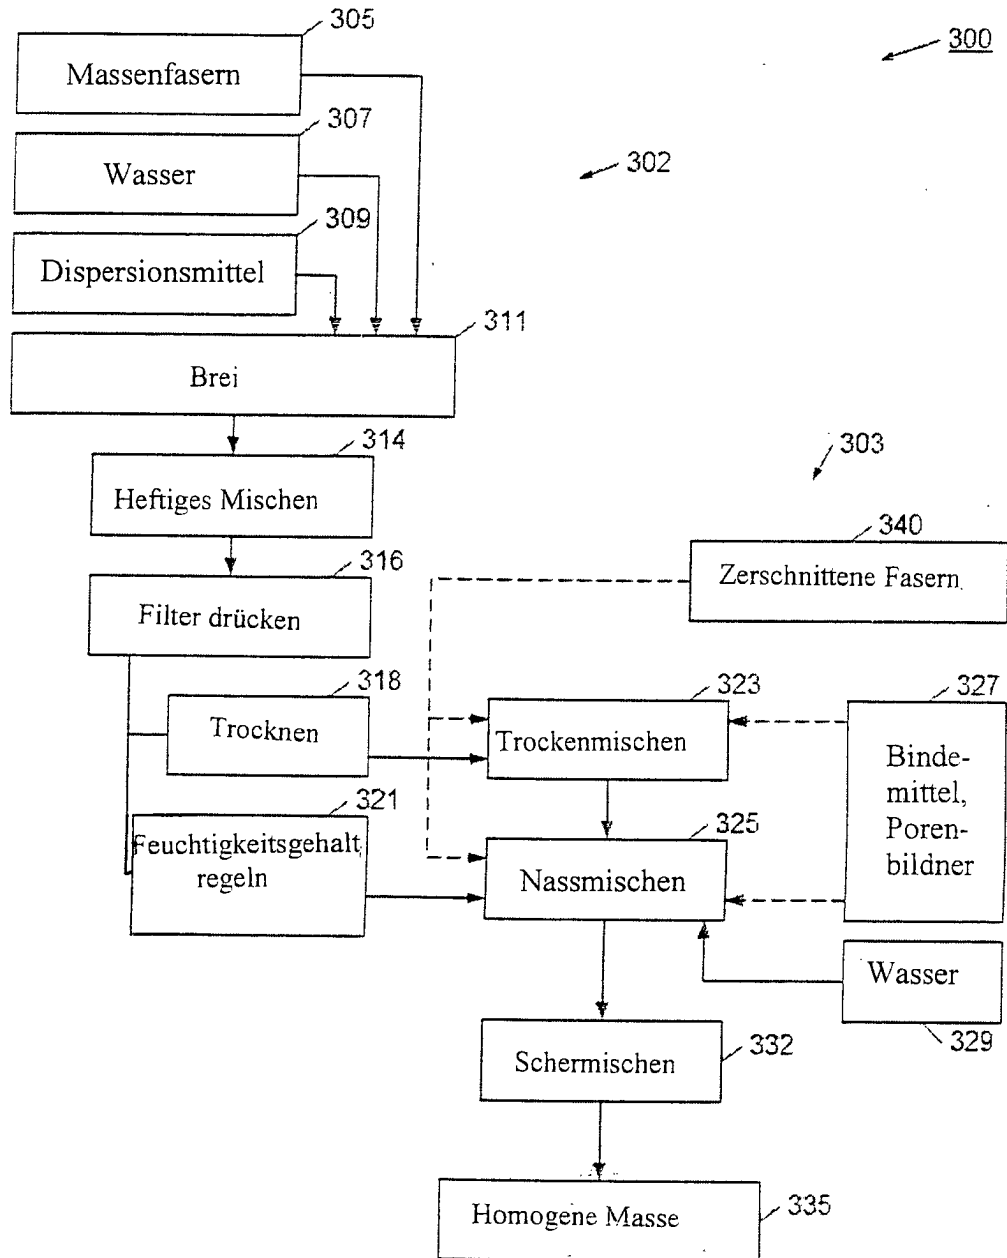 305
300
Massenfasern
307
302
Wasser
309
Dispersionsmittel
311
Brei
314
303
Heftiges Mischen
340
316
Zerschnittene Fasern
Filter drücken
318
323
327
Trocknen
Trockenmischen
Binde-
mittel,
Poren-
bildner
321
325
Feuchtigkeitsgehalt
regeln
Nassmischen
Wasser
329
Schermischen
332
Homogene Masse
335